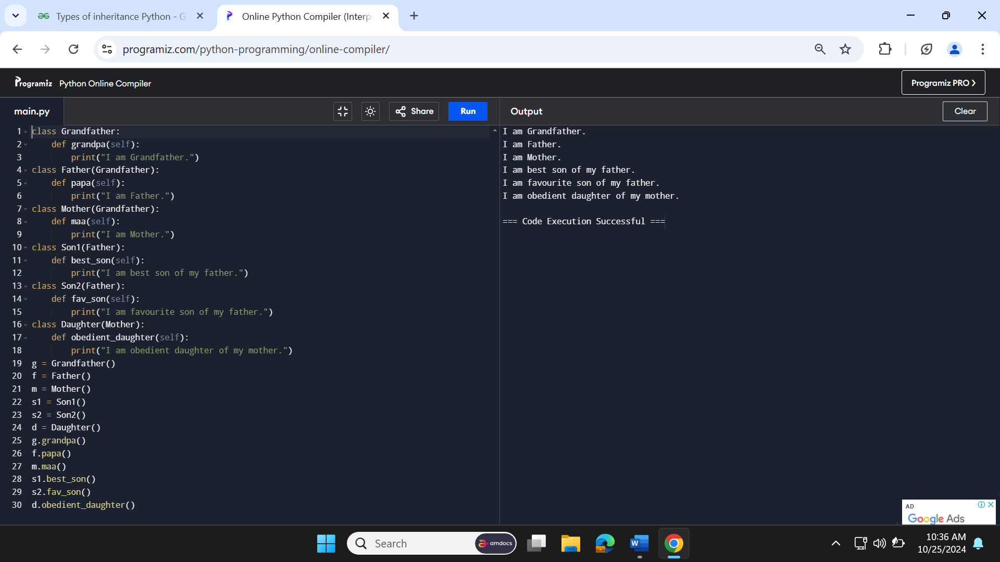 Types of inheritance Python - G
Online Python Compiler (Interp
programiz.com/python-programming/online-compiler/
Programiz Python Online Compiler
Programiz PRO ❯
main.py
Share
Run
Output
Clear
1 class Grandfather:
2     def grandpa(self):
3         print("I am Grandfather.")
4 class Father(Grandfather):
5     def papa(self):
6         print("I am Father.")
7 class Mother(Grandfather):
8     def maa(self):
9         print("I am Mother.")
10 class Son1(Father):
11     def best_son(self):
12         print("I am best son of my father.")
13 class Son2(Father):
14     def fav_son(self):
15         print("I am favourite son of my father.")
16 class Daughter(Mother):
17     def obedient_daughter(self):
18         print("I am obedient daughter of my mother.")
19 g = Grandfather()
20 f = Father()
21 m = Mother()
22 s1 = Son1()
23 s2 = Son2()
24 d = Daughter()
25 g.grandpa()
26 f.papa()
27 m.maa()
28 s1.best_son()
29 s2.fav_son()
30 d.obedient_daughter()
I am Grandfather.
I am Father.
I am Mother.
I am best son of my father.
I am favourite son of my father.
I am obedient daughter of my mother.
=== Code Execution Successful ===
AD
Google Ads
Search
amdocs
W
10:36 AM
10/25/2024